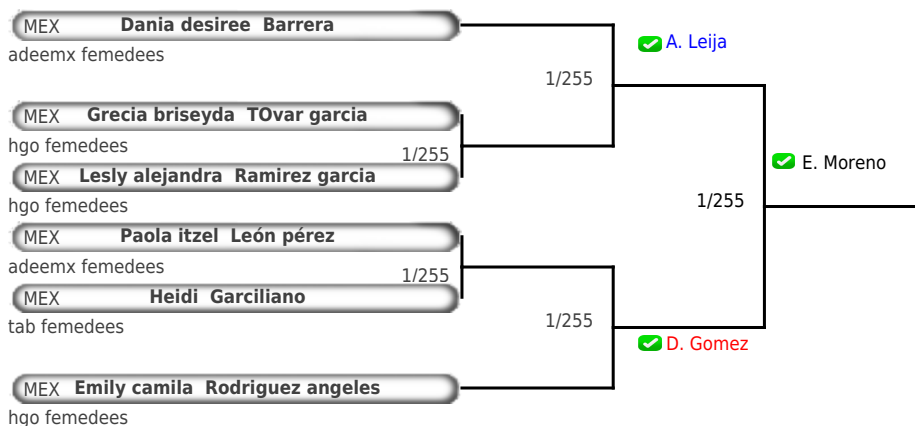 MEX Dania desiree Barrera
adeemx femedees
A. Leija
1/255
MEX Grecia briseyda TOvar garcia
hgo femedees
1/255
MEX Lesly alejandra Ramirez garcia
hgo femedees
E. Moreno
1/255
MEX Paola itzel León pérez
adeemx femedees
1/255
MEX Heidi Garciliano
tab femedees
1/255
D. Gomez
MEX Emily camila Rodriguez angeles
hgo femedees